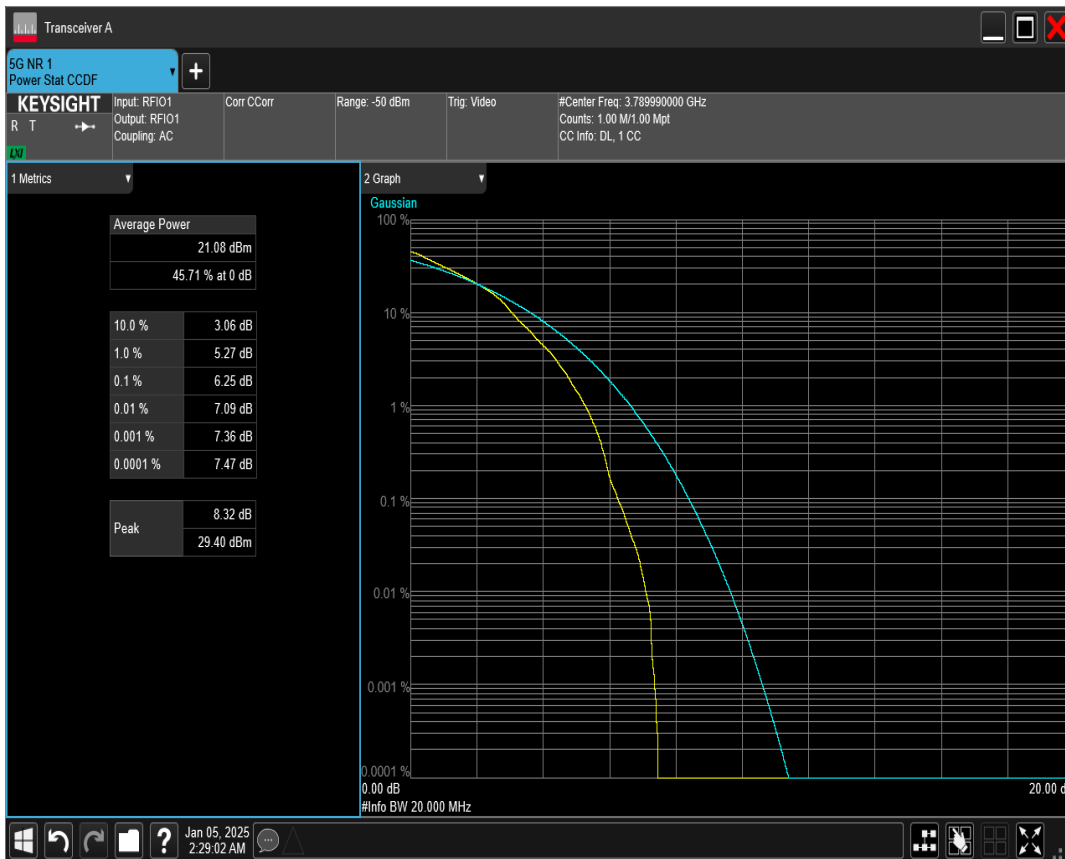 Transceiver A
5G NR 1
Power Stat CCDF
KEYSIGHT
R T
LXI
Input: RFIO1
Output: RFIO1
Coupling: AC
Corr CCorr
Range: -50 dBm
Trig: Video
#Center Freq: 3.789990000 GHz
Counts: 1.00 M/1.00 Mpt
CC Info: DL, 1 CC
1 Metrics
Average Power
21.08 dBm
45.71 % at 0 dB
10.0 % 3.06 dB
1.0 % 5.27 dB
0.1 % 6.25 dB
0.01 % 7.09 dB
0.001 % 7.36 dB
0.0001 % 7.47 dB
Peak
8.32 dB
29.40 dBm
2 Graph
Gaussian
100 %
10 %
1 %
0.1 %
0.01 %
0.001 %
0.0001 %
0.00 dB
20.00 d
#Info BW 20.000 MHz
?
Jan 05, 2025
2:29:02 AM